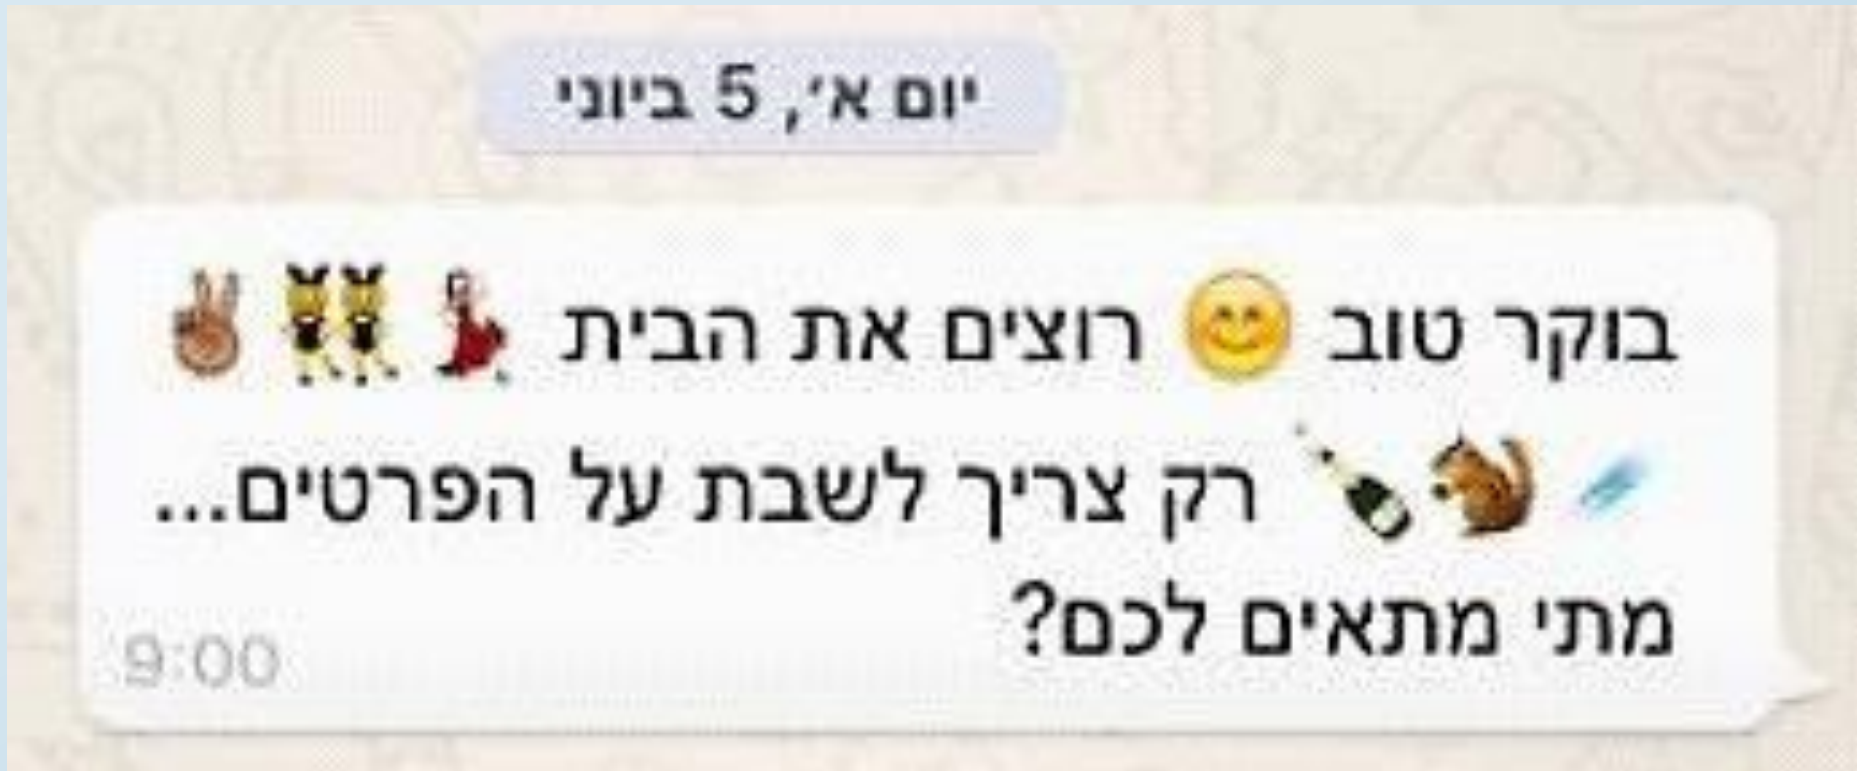 יום א׳, 5 ביוני
בוקר טוב 😊 רוצים את הבית 💃👯✌️
☄️🐿️🍾 רק צריך לשבת על הפרטים...
מתי מתאים לכם?
9:00